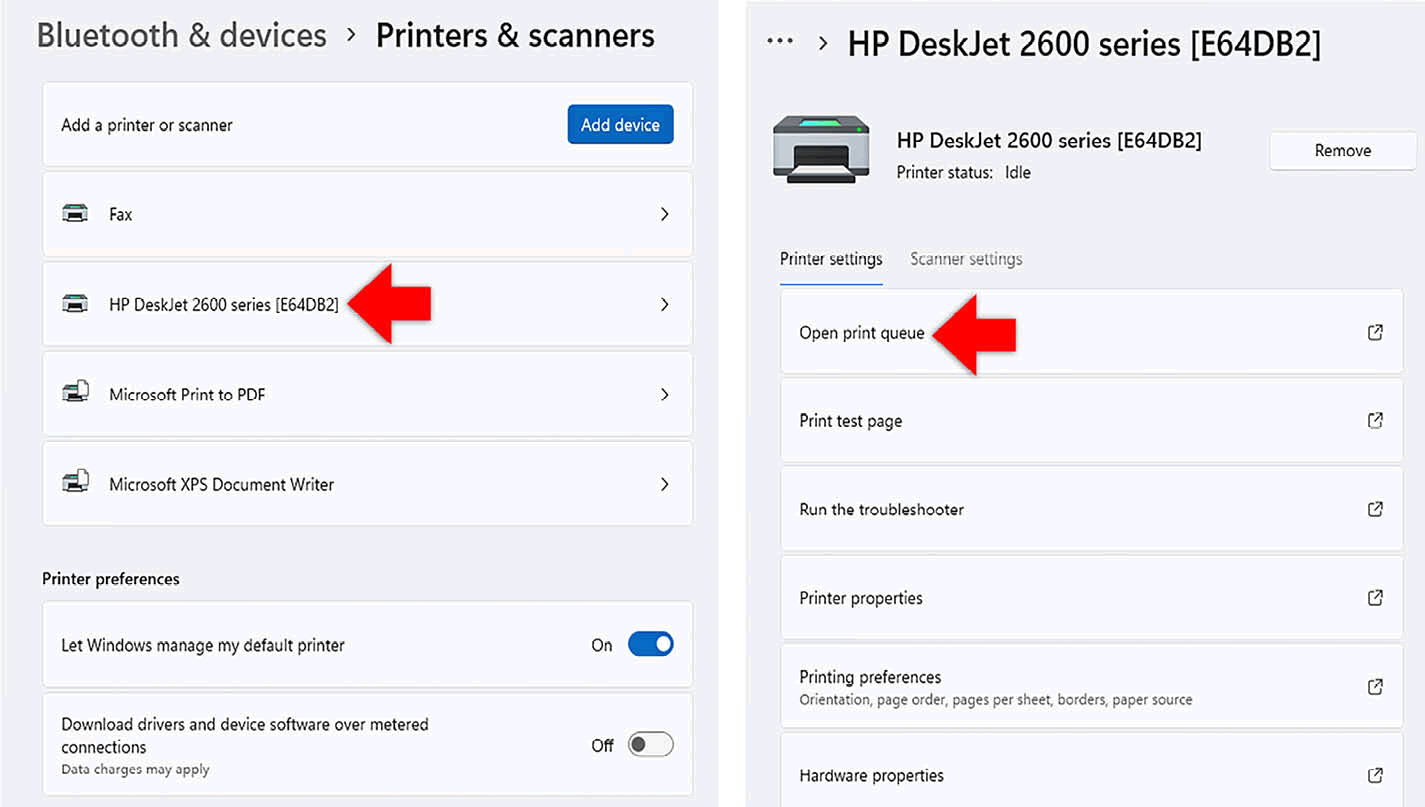 Bluetooth & devices > Printers & scanners
Add a printer or scanner
Add device
Fax
HP DeskJet 2600 series [E64DB2]
Microsoft Print to PDF
Microsoft XPS Document Writer
Printer preferences
Let Windows manage my default printer
On
Download drivers and device software over metered
connections
Data charges may apply
Off
··· > HP DeskJet 2600 series [E64DB2]
HP DeskJet 2600 series [E64DB2]
Printer status: Idle
Remove
Printer settings
Scanner settings
Open print queue
Print test page
Run the troubleshooter
Printer properties
Printing preferences
Orientation, page order, pages per sheet, borders, paper source
Hardware properties